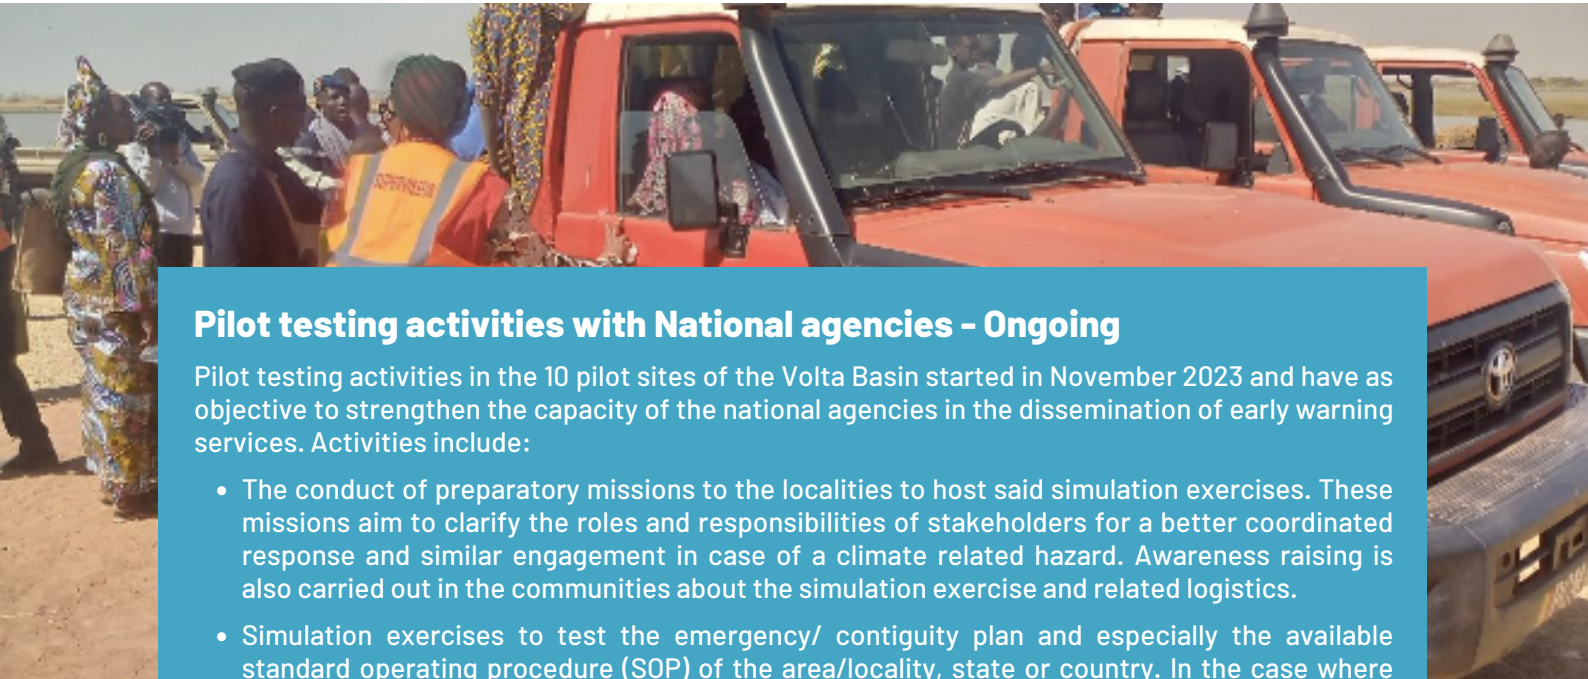 SUPERVISEUR
Pilot testing activities with National agencies - Ongoing
Pilot testing activities in the 10 pilot sites of the Volta Basin started in November 2023 and have as
objective to strengthen the capacity of the national agencies in the dissemination of early warning
services. Activities include:
• The conduct of preparatory missions to the localities to host said simulation exercises. These
missions aim to clarify the roles and responsibilities of stakeholders for a better coordinated
response and similar engagement in case of a climate related hazard. Awareness raising is
also carried out in the communities about the simulation exercise and related logistics.
• Simulation exercises to test the emergency/ contiguity plan and especially the available
standard operating procedure (SOP) of the area/locality, state or country. In the case where